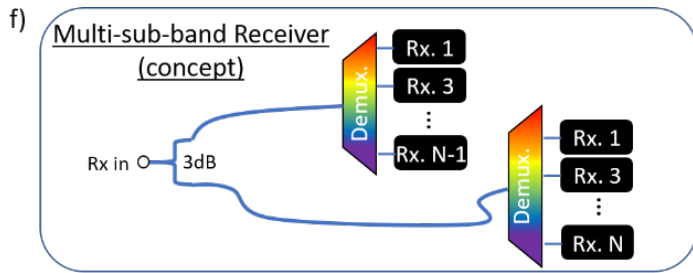 f)
Multi-sub-band Receiver
(concept)
Rx in
3dB
Demux.
Rx. 1
Rx. 3
...
Rx. N-1
Demux.
Rx. 1
Rx. 3
...
Rx. N